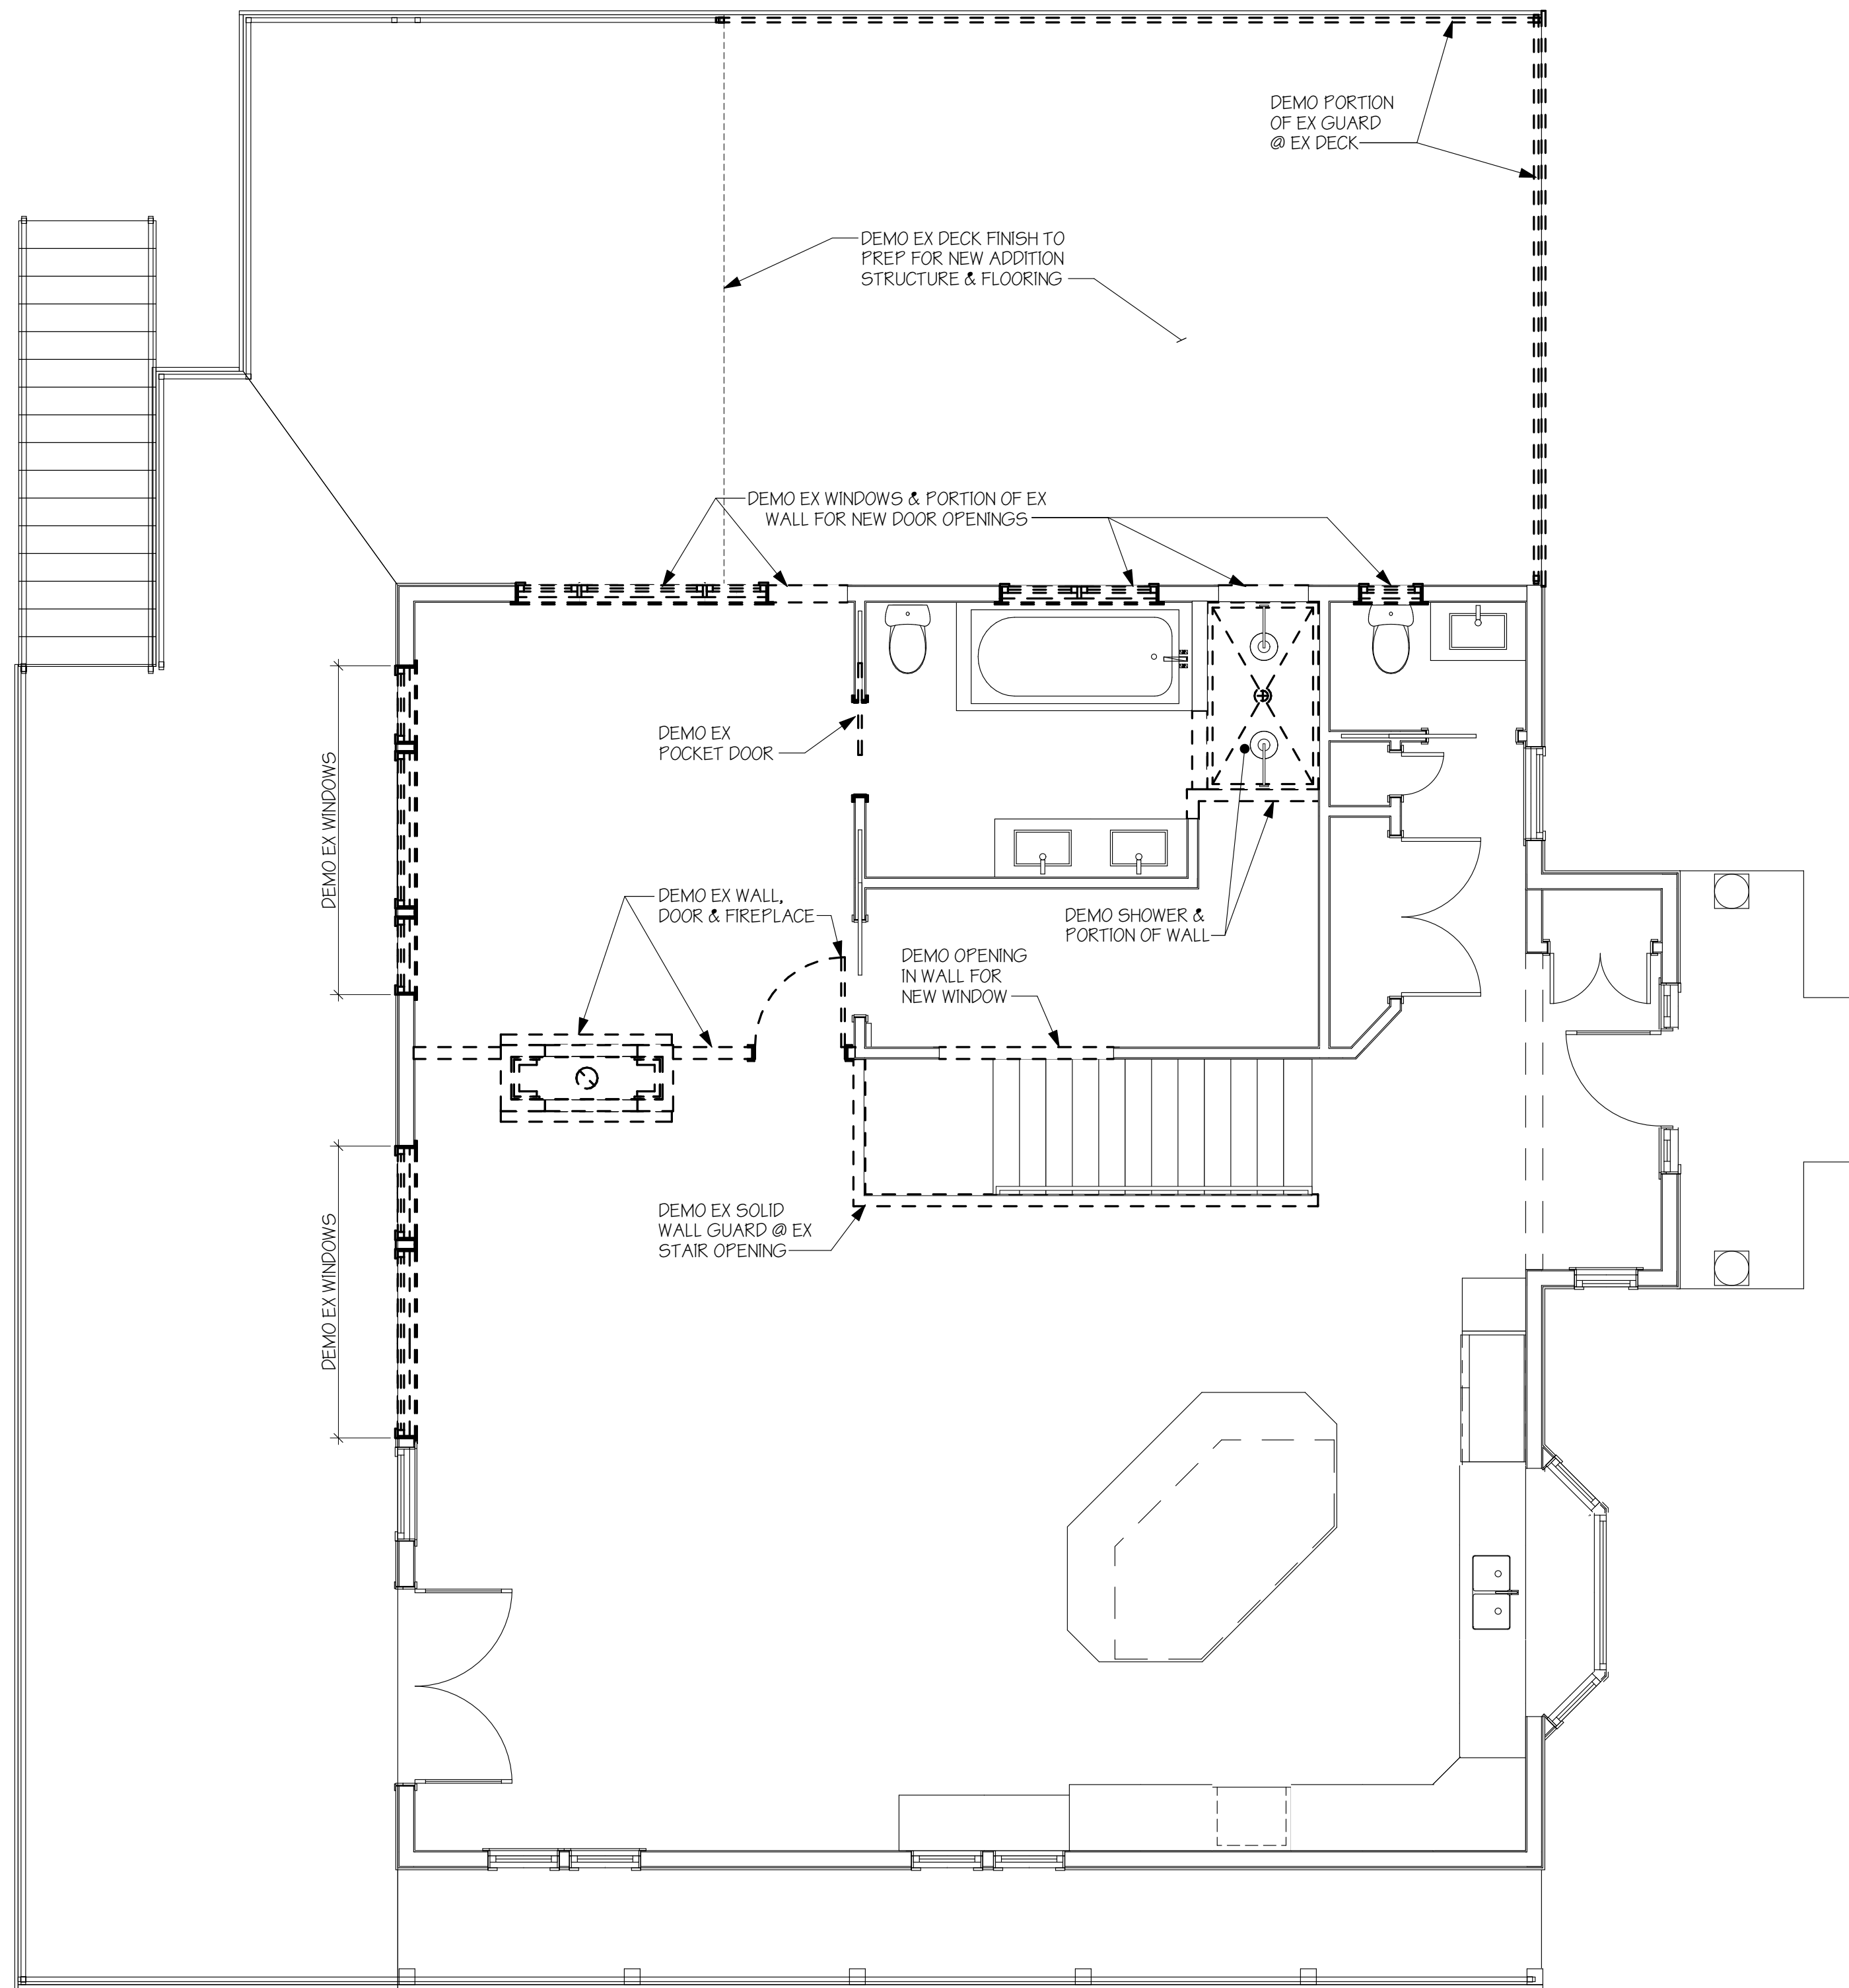 DEMO PORTION
OF EX GUARD
@ EX DECK
DEMO EX DECK FINISH TO
PREP FOR NEW ADDITION
STRUCTURE & FLOORING
DEMO EX WINDOWS & PORTION OF EX
WALL FOR NEW DOOR OPENINGS
DEMO EX
POCKET DOOR
DEMO EX WINDOWS
DEMO EX WALL,
DOOR & FIREPLACE
DEMO SHOWER &
PORTION OF WALL
DEMO OPENING
IN WALL FOR
NEW WINDOW
DEMO EX SOLID
WALL GUARD @ EX
STAIR OPENING
DEMO EX WINDOWS